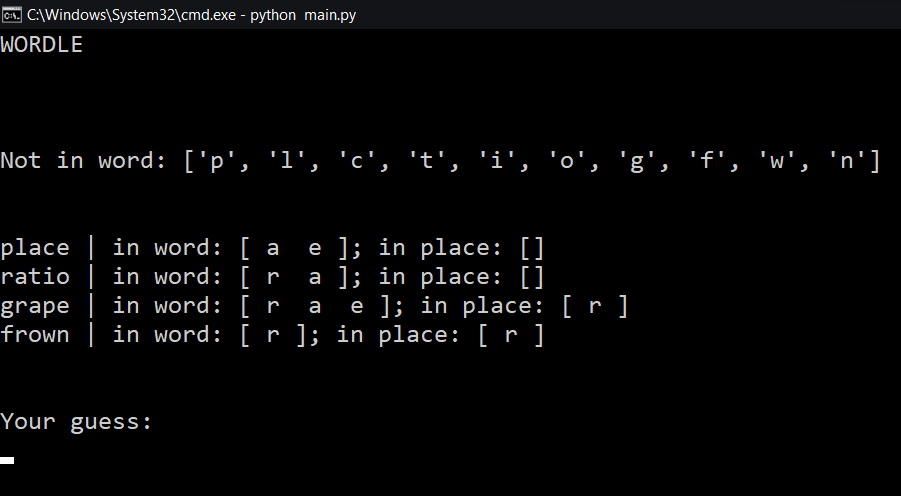 C:\Windows\System32\cmd.exe - python  main.py
WORDLE
Not in word: ['p', 'l', 'c', 't', 'i', 'o', 'g', 'f', 'w', 'n']
place | in word: [ a  e ]; in place: []
ratio | in word: [ r  a ]; in place: []
grape | in word: [ r  a  e ]; in place: [ r ]
frown | in word: [ r ]; in place: [ r ]
Your guess: